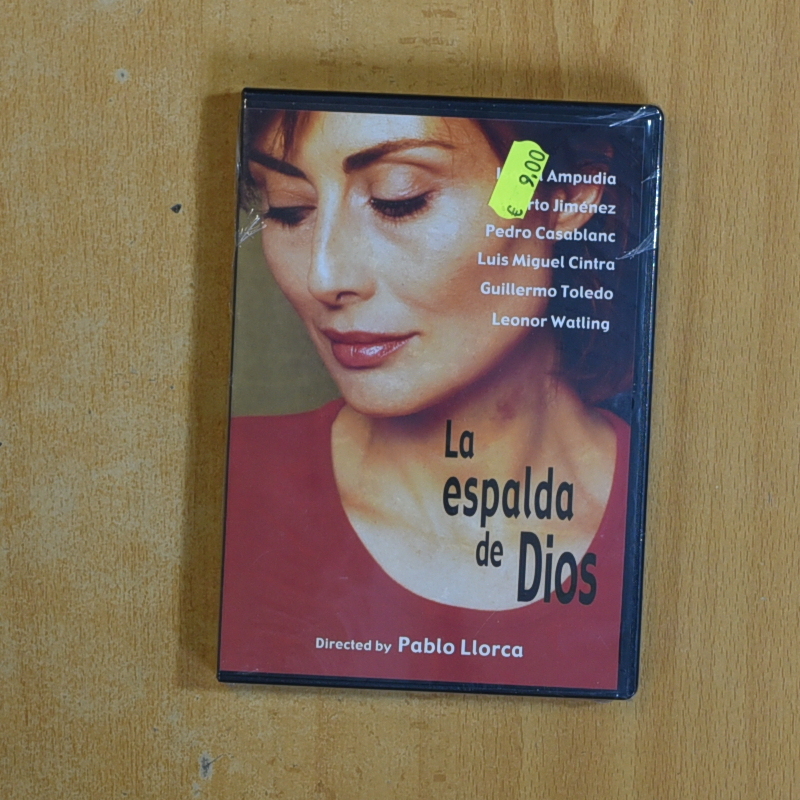 € 9,00
Ampudia
Jiménez
Pedro Casablanc
Luis Miguel Cintra
Guillermo Toledo
Leonor Watling
La
espalda
de Dios
Directed by Pablo Llorca